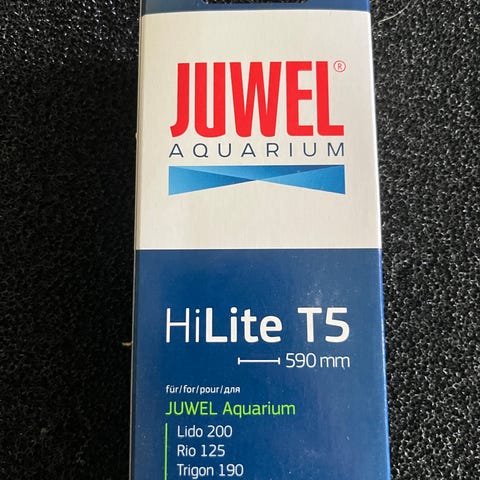 JUWEL®
AQUARIUM
HiLite T5
590 mm
für/for/pour/для
JUWEL Aquarium
Lido 200
Rio 125
Trigon 190